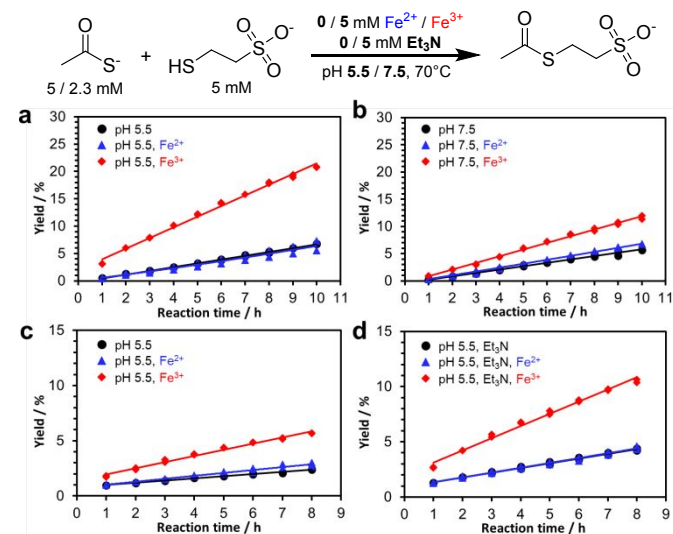 0 / 5 mM Fe²⁺ / Fe³⁺
0 / 5 mM Et₃N
pH 5.5 / 7.5, 70°C
O
S⁻
5 / 2.3 mM
+
HS
S
O
O
O⁻
5 mM
O
S
S
O
O
O⁻
a
Yield / %
30
25
20
15
10
5
0
pH 5.5
pH 5.5, Fe²⁺
pH 5.5, Fe³⁺
0 1 2 3 4 5 6 7 8 9 10 11
Reaction time / h
b
Yield / %
30
25
20
15
10
5
0
pH 7.5
pH 7.5, Fe²⁺
pH 7.5, Fe³⁺
0 1 2 3 4 5 6 7 8 9 10 11
Reaction time / h
c
Yield / %
15
10
5
0
pH 5.5
pH 5.5, Fe²⁺
pH 5.5, Fe³⁺
0 1 2 3 4 5 6 7 8 9
Reaction time / h
d
Yield / %
15
10
5
0
pH 5.5, Et₃N
pH 5.5, Et₃N, Fe²⁺
pH 5.5, Et₃N, Fe³⁺
0 1 2 3 4 5 6 7 8 9
Reaction time / h